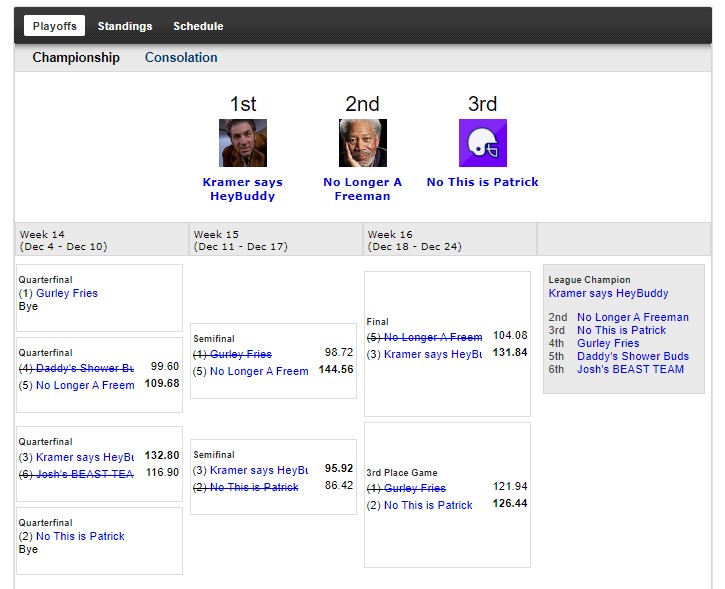 Playoffs Standings Schedule
Championship Consolation
1st 2nd 3rd
Kramer says HeyBuddy
No Longer A Freeman
No This is Patrick
Week 14
(Dec 4 - Dec 10)
Week 15
(Dec 11 - Dec 17)
Week 16
(Dec 18 - Dec 24)
Quarterfinal
(1) Gurley Fries
Bye
Quarterfinal
(4) Daddy's Shower Bu 99.60
(5) No Longer A Freem 109.68
Quarterfinal
(3) Kramer says HeyBu 132.80
(6) Josh's BEAST TEA 116.90
Quarterfinal
(2) No This is Patrick
Bye
Semifinal
(1) Gurley Fries 98.72
(5) No Longer A Freem 144.56
Semifinal
(3) Kramer says HeyBu 95.92
(2) No This is Patrick 86.42
Final
(5) No Longer A Freem 104.08
(3) Kramer says HeyBu 131.84
3rd Place Game
(1) Gurley Fries 121.94
(2) No This is Patrick 126.44
League Champion
Kramer says HeyBuddy
2nd No Longer A Freeman
3rd No This is Patrick
4th Gurley Fries
5th Daddy's Shower Buds
6th Josh's BEAST TEAM